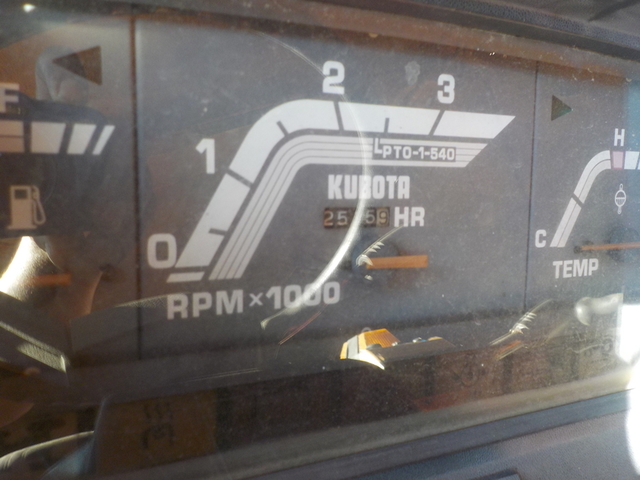 F
2
3
1
PTO-1-540
KUBOTA
HR
0
H
C
TEMP
RPM×1000